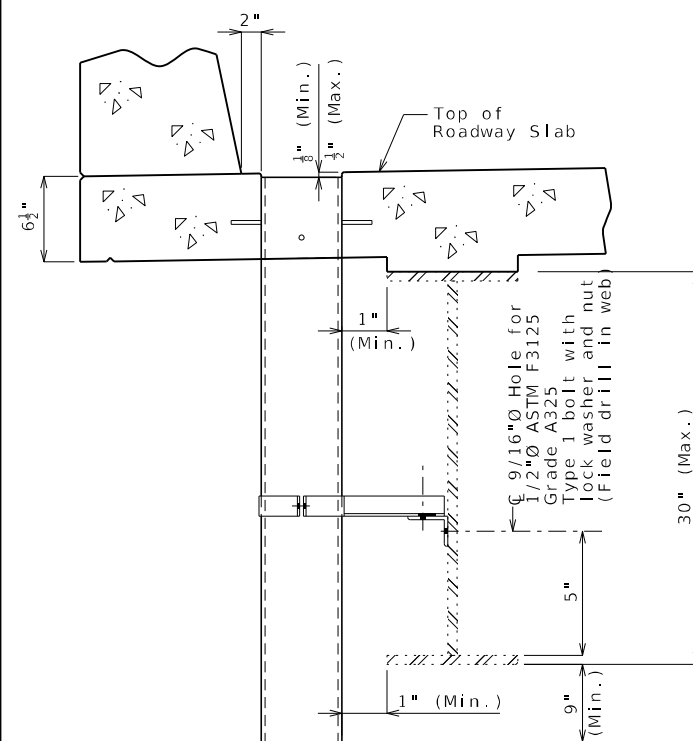 2"
1/8" (Min.)
1/2" (Max.)
Top of
Roadway Slab
6 1/2"
1"
(Min.)
℄ 9/16"Ø Hole for
1/2"Ø ASTM F3125
Grade A325
Type 1 bolt with
lock washer and nut
(Field drill in web)
30" (Max.)
5"
1" (Min.)
9"
(Min.)